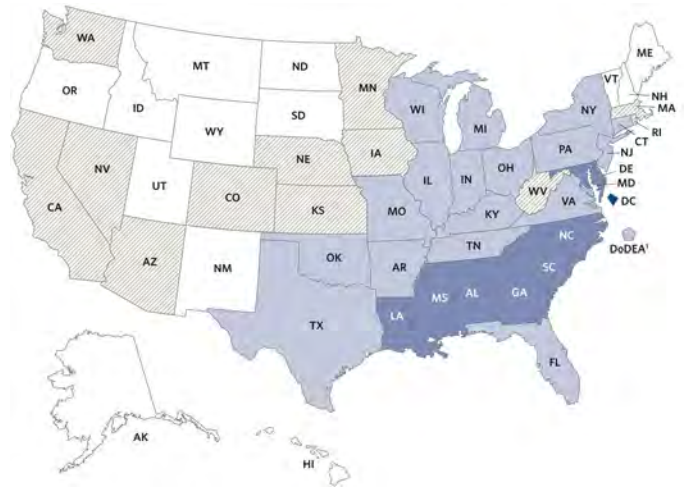 WA
MT
ND
MN
ME
VT
NH
MA
RI
CT
NJ
DE
MD
DC
DoDEA¹
OR
ID
WY
SD
WI
MI
NY
PA
NV
UT
CO
NE
IA
IL
IN
OH
WV
VA
CA
AZ
NM
KS
MO
KY
OK
AR
TN
NC
SC
TX
LA
MS
AL
GA
FL
AK
HI